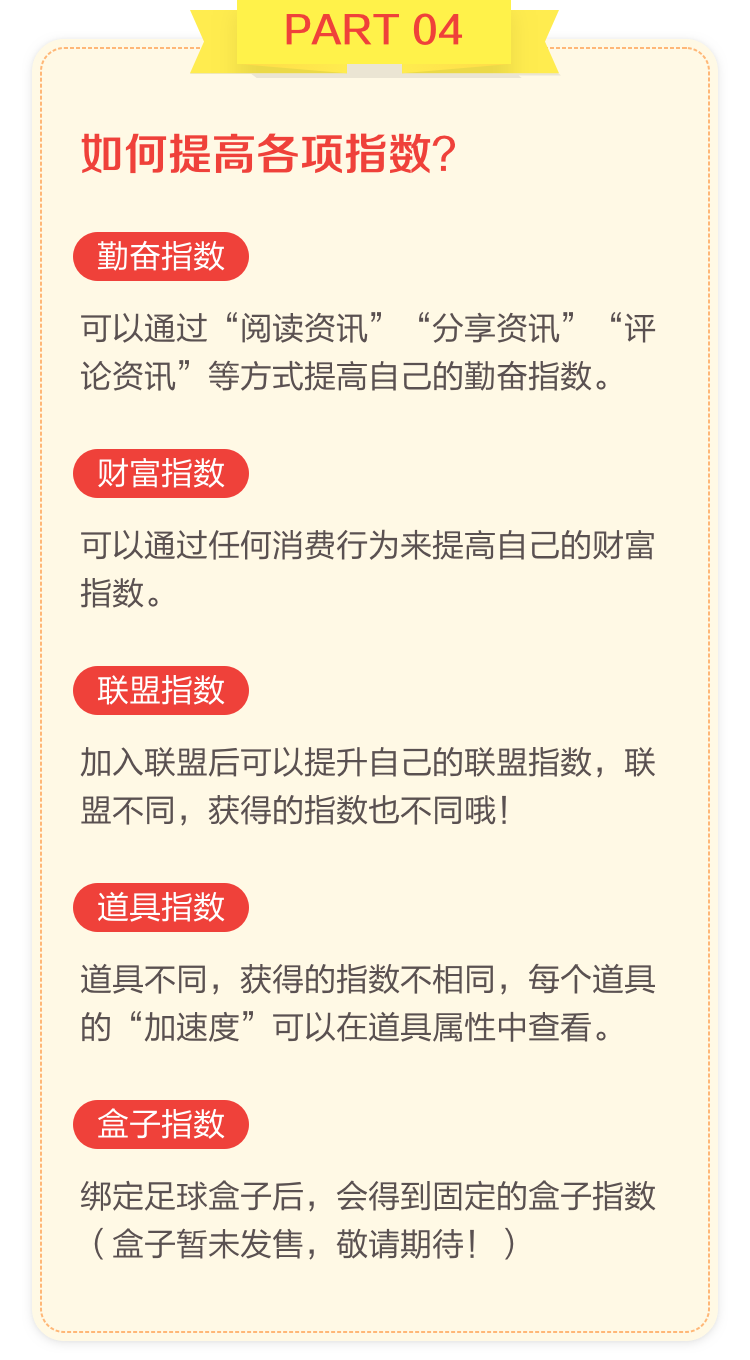 PART 04
如何提高各项指数?
勤奋指数
可以通过“阅读资讯” “分享资讯” “评
论资讯”等方式提高自己的勤奋指数。
财富指数
可以通过任何消费行为来提高自己的财富
指数。
联盟指数
加入联盟后可以提升自己的联盟指数，联
盟不同，获得的指数也不同哦！
道具指数
道具不同，获得的指数不相同，每个道具
的“加速度”可以在道具属性中查看。
盒子指数
绑定足球盒子后，会得到固定的盒子指数
（盒子暂未发售，敬请期待！）